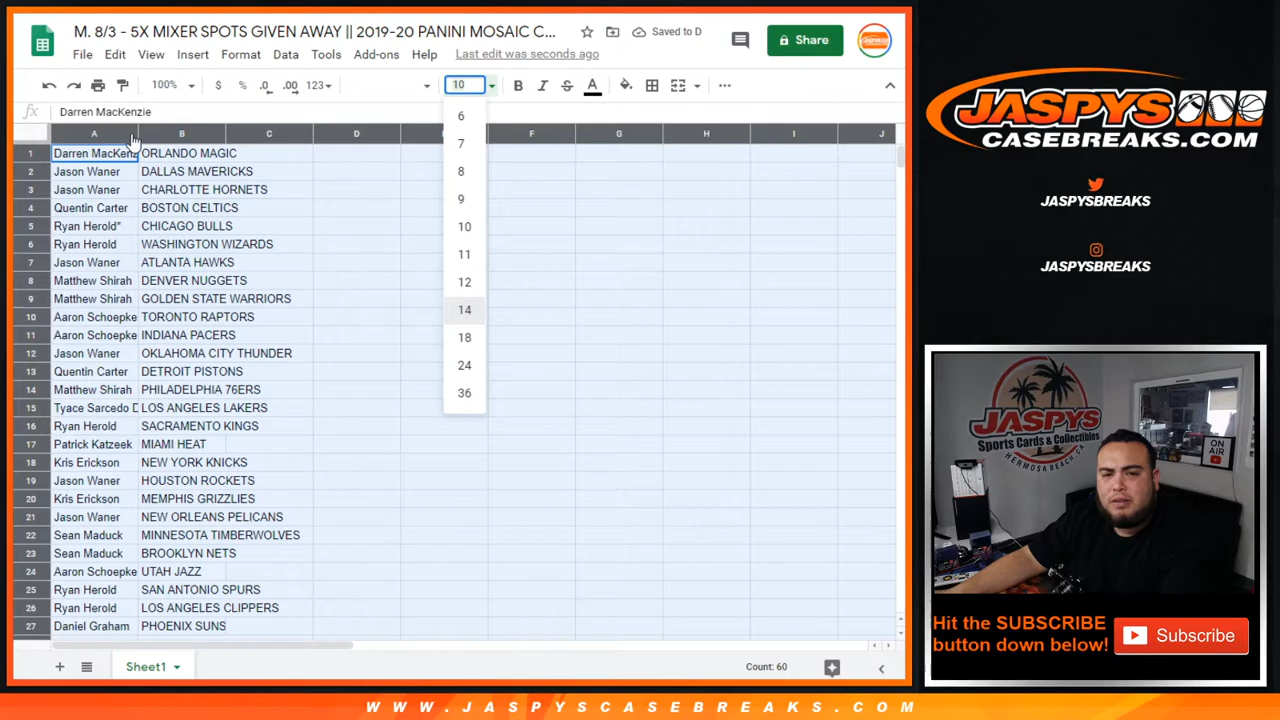 M. 8/3 - 5X MIXER SPOTS GIVEN AWAY || 2019-20 PANINI MOSAIC C...
Saved to D
File Edit View Insert Format Data Tools Add-ons Help Last edit was seconds ago
Share
100% $ % .0 .00 123 10 B I S A
fx Darren MacKenzie
A B C D F G H I J
1 Darren MacKenz ORLANDO MAGIC
2 Jason Waner DALLAS MAVERICKS
3 Jason Waner CHARLOTTE HORNETS
4 Quentin Carter BOSTON CELTICS
5 Ryan Herold* CHICAGO BULLS
6 Ryan Herold WASHINGTON WIZARDS
7 Jason Waner ATLANTA HAWKS
8 Matthew Shirah DENVER NUGGETS
9 Matthew Shirah GOLDEN STATE WARRIORS
10 Aaron Schoepke TORONTO RAPTORS
11 Aaron Schoepke INDIANA PACERS
12 Jason Waner OKLAHOMA CITY THUNDER
13 Quentin Carter DETROIT PISTONS
14 Matthew Shirah PHILADELPHIA 76ERS
15 Tyace Sarcedo D LOS ANGELES LAKERS
16 Ryan Herold SACRAMENTO KINGS
17 Patrick Katzeek MIAMI HEAT
18 Kris Erickson NEW YORK KNICKS
19 Jason Waner HOUSTON ROCKETS
20 Kris Erickson MEMPHIS GRIZZLIES
21 Jason Waner NEW ORLEANS PELICANS
22 Sean Maduck MINNESOTA TIMBERWOLVES
23 Sean Maduck BROOKLYN NETS
24 Aaron Schoepke UTAH JAZZ
25 Ryan Herold SAN ANTONIO SPURS
26 Ryan Herold LOS ANGELES CLIPPERS
27 Daniel Graham PHOENIX SUNS
6
7
8
9
10
11
12
14
18
24
36
Sheet1
Count: 60
JASPYS
CASEBREAKS.COM
JASPYSBREAKS
JASPYSBREAKS
JASPYS
Sports Cards & Collectibles
HERMOSA BEACH, CA
ON
AIR
Hit the SUBSCRIBE
button down below!
Subscribe
WWW.JASPYSCASEBREAKS.COM